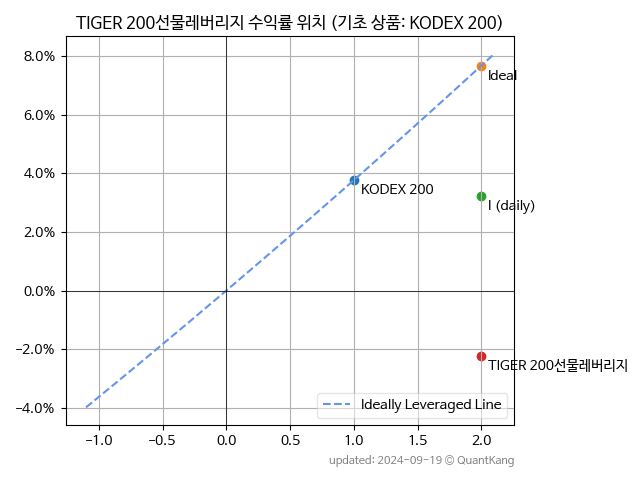 TIGER 200선물레버리지 수익률 위치 (기초 상품: KODEX 200)
8.0%
6.0%
4.0%
2.0%
0.0%
−2.0%
−4.0%
Ideal
KODEX 200
I (daily)
TIGER 200선물레버리지
Ideally Leveraged Line
−1.0 −0.5 0.0 0.5 1.0 1.5 2.0
updated: 2024-09-19 © QuantKang